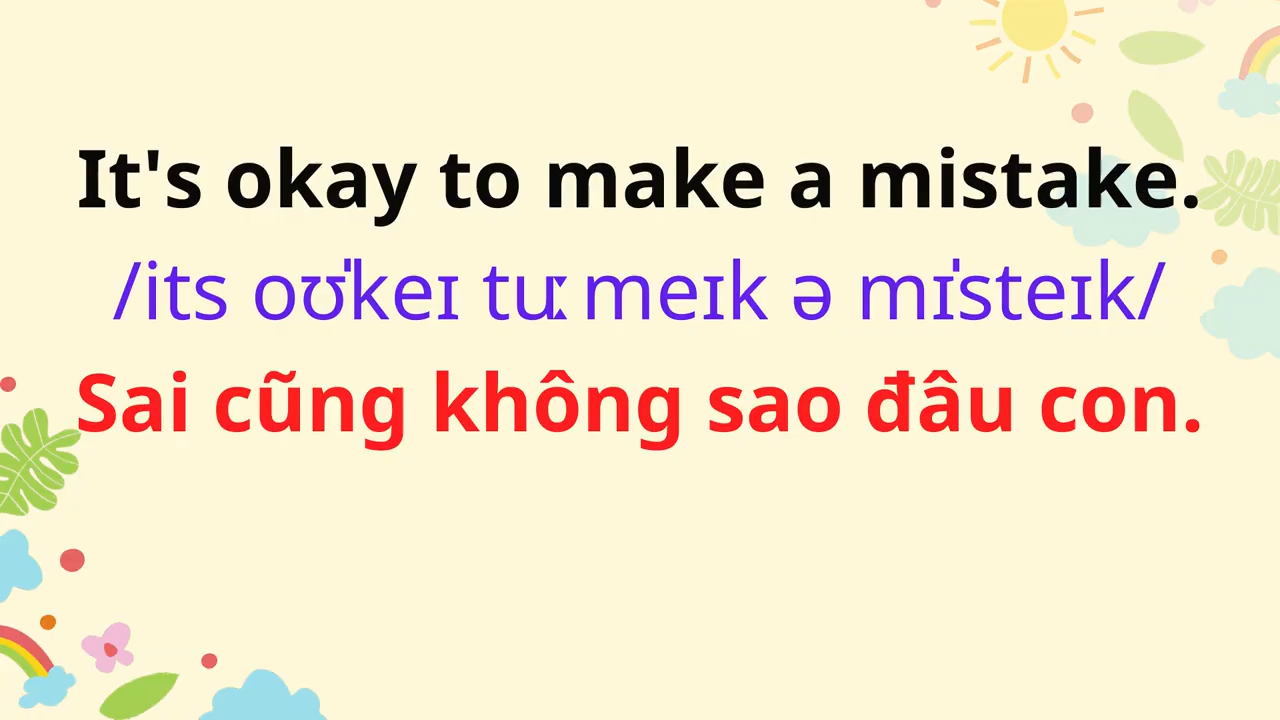 It's okay to make a mistake.
/its oʊˈkeɪ tuː meɪk ə mɪˈsteɪk/
Sai cũng không sao đâu con.